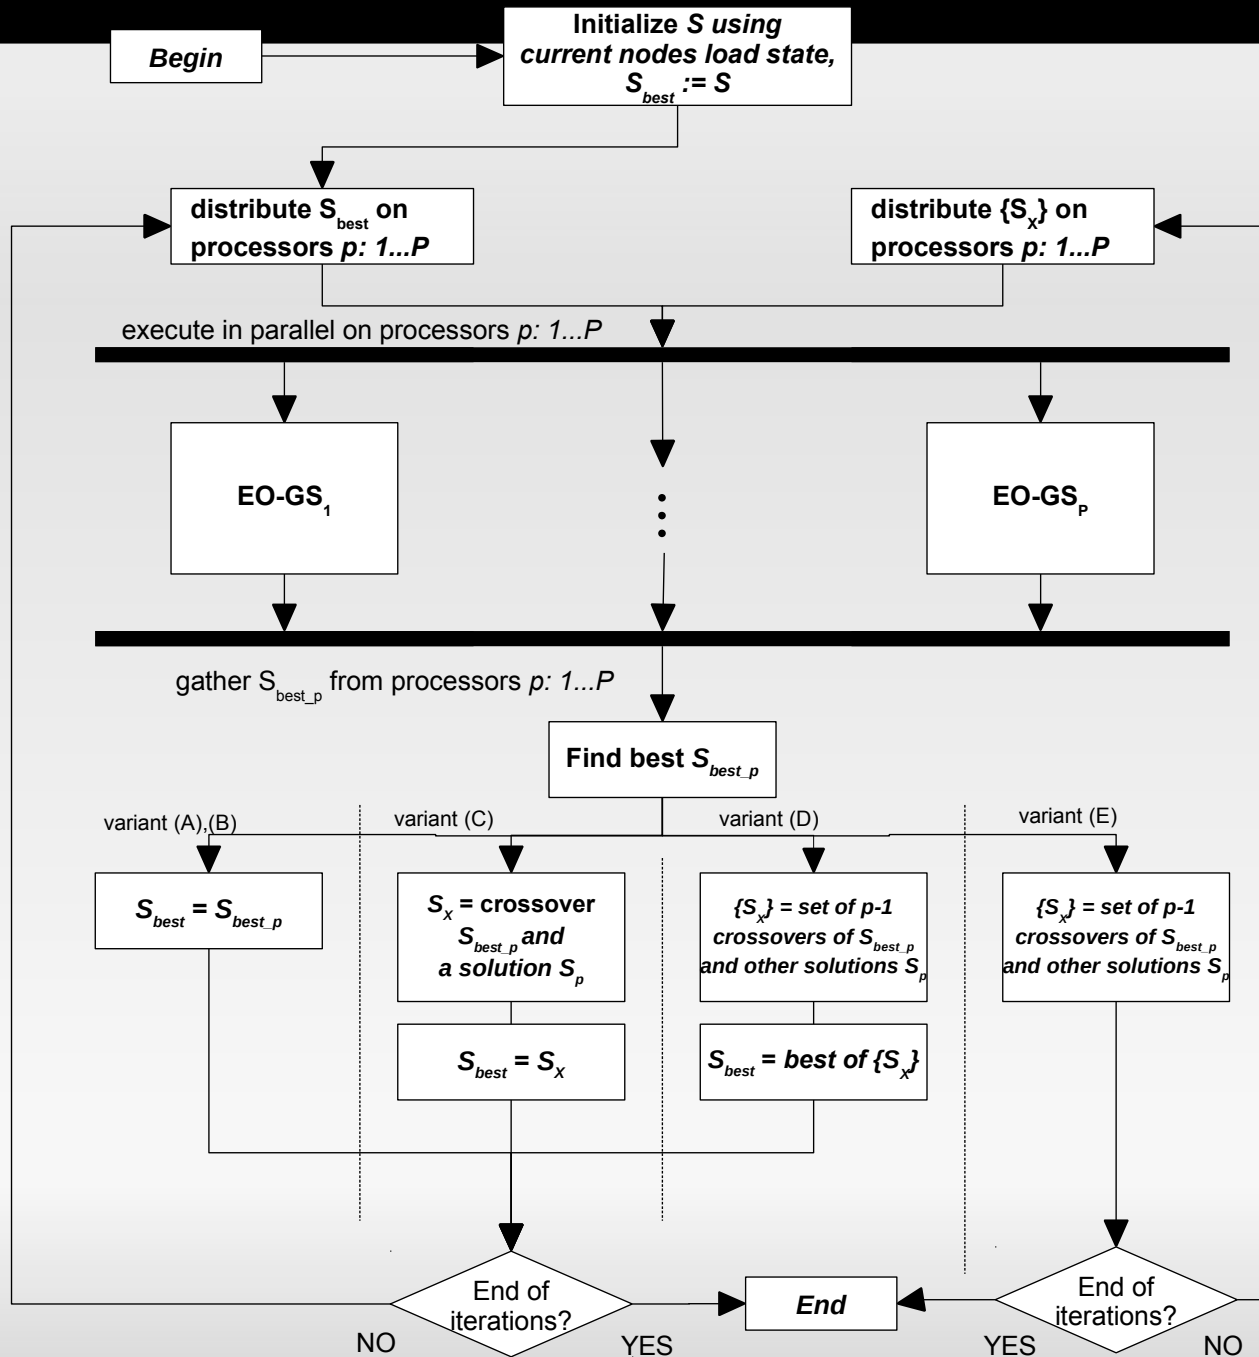 Begin
Initialize S using
current nodes load state,
S_best := S
distribute S_best on
processors p: 1...P
distribute {S_X} on
processors p: 1...P
execute in parallel on processors p: 1...P
EO-GS_1
EO-GS_P
gather S_best_p from processors p: 1...P
Find best S_best_p
variant (A),(B)
variant (C)
variant (D)
variant (E)
S_best = S_best_p
S_X = crossover
S_best_p and
a solution S_p
{S_X} = set of p-1
crossovers of S_best_p
and other solutions S_p
{S_X} = set of p-1
crossovers of S_best_p
and other solutions S_p
S_best = S_X
S_best = best of {S_X}
End of
iterations?
End
End of
iterations?
NO
YES
YES
NO